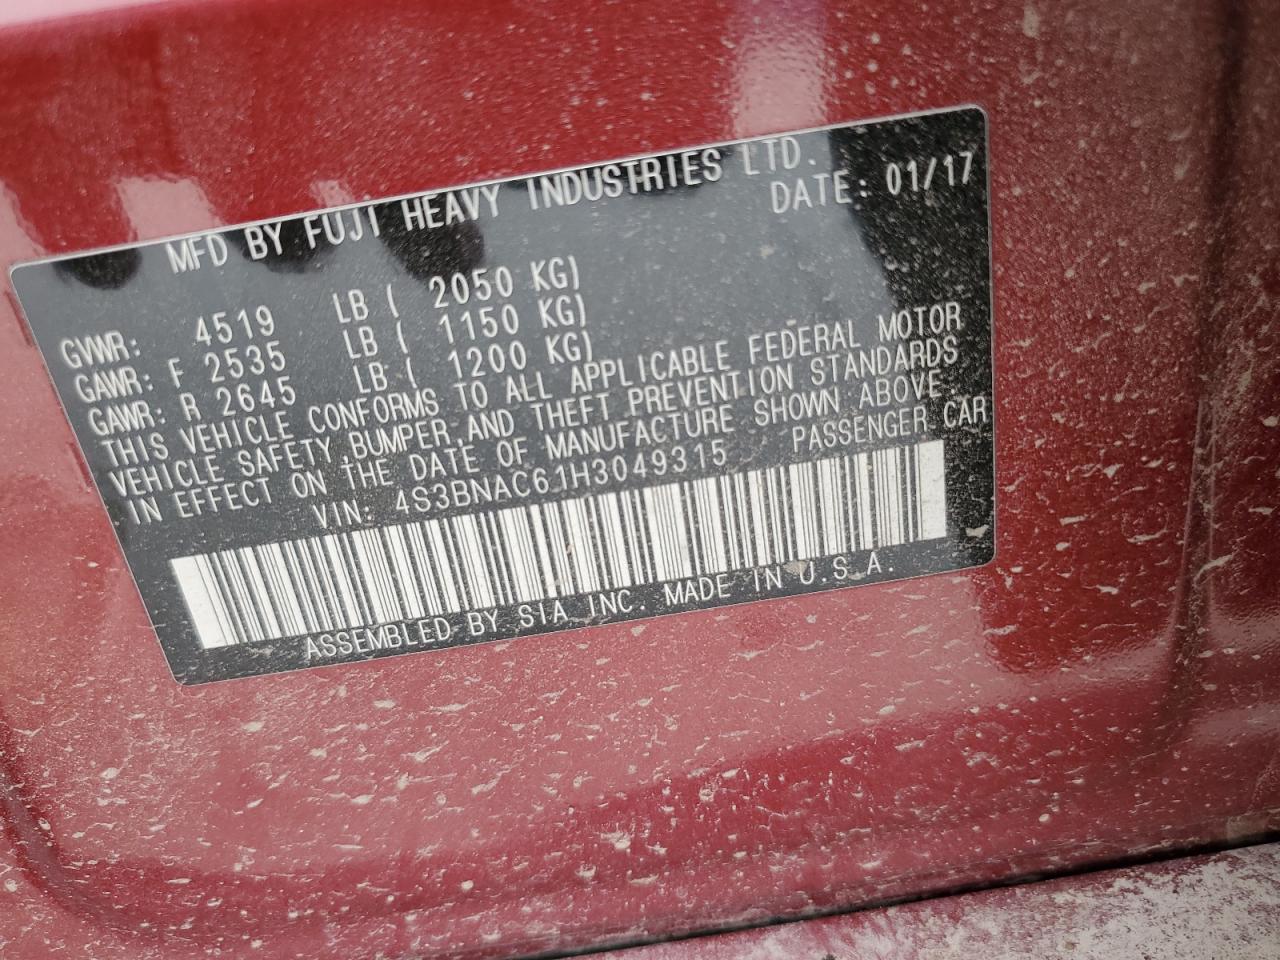 MFD BY FUJI HEAVY INDUSTRIES LTD.
DATE: 01/17
GVWR: 4519 LB ( 2050 KG)
GAWR: F 2535 LB ( 1150 KG)
GAWR: R 2645 LB ( 1200 KG)
THIS VEHICLE CONFORMS TO ALL APPLICABLE FEDERAL MOTOR
VEHICLE SAFETY,BUMPER,AND THEFT PREVENTION STANDARDS
IN EFFECT ON THE DATE OF MANUFACTURE SHOWN ABOVE.
VIN: 4S3BNAC61H3049315 PASSENGER CAR
ASSEMBLED BY SIA INC. MADE IN U.S.A.